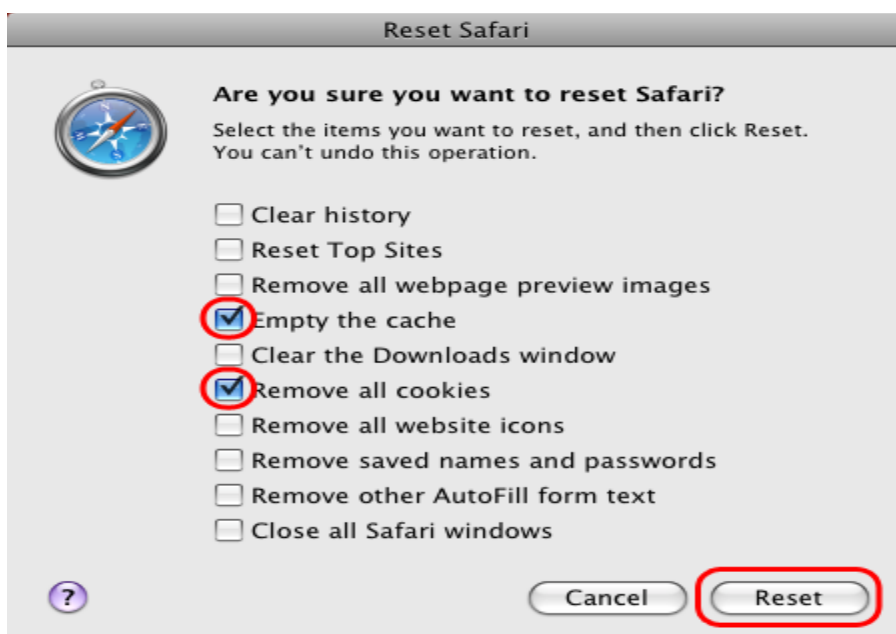 Reset Safari
Are you sure you want to reset Safari?
Select the items you want to reset, and then click Reset.
You can't undo this operation.
Clear history
Reset Top Sites
Remove all webpage preview images
Empty the cache
Clear the Downloads window
Remove all cookies
Remove all website icons
Remove saved names and passwords
Remove other AutoFill form text
Close all Safari windows
? Cancel Reset